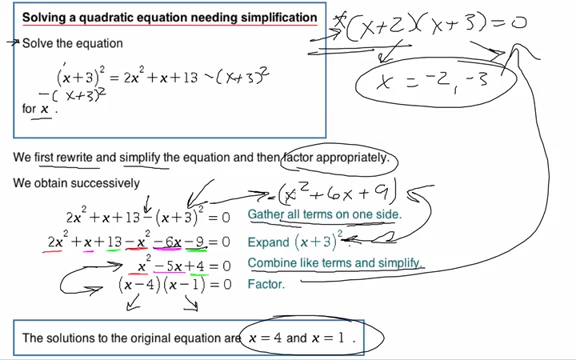 Solving a quadratic equation needing simplification
x(x+2)(x+3)=0
Solve the equation
(x+3)² = 2x² + x + 13 -(x+3)²
-(x+3)²
x = -2, -3
for x .
We first rewrite and simplify the equation and then factor appropriately.
We obtain successively
-(x²+6x+9)
2x² + x + 13 - (x+3)² = 0 Gather all terms on one side.
2x² + x + 13 - x² - 6x - 9 = 0 Expand (x+3)²
x² - 5x + 4 = 0 Combine like terms and simplify.
(x-4)(x-1) = 0 Factor.
The solutions to the original equation are x = 4 and x = 1 .